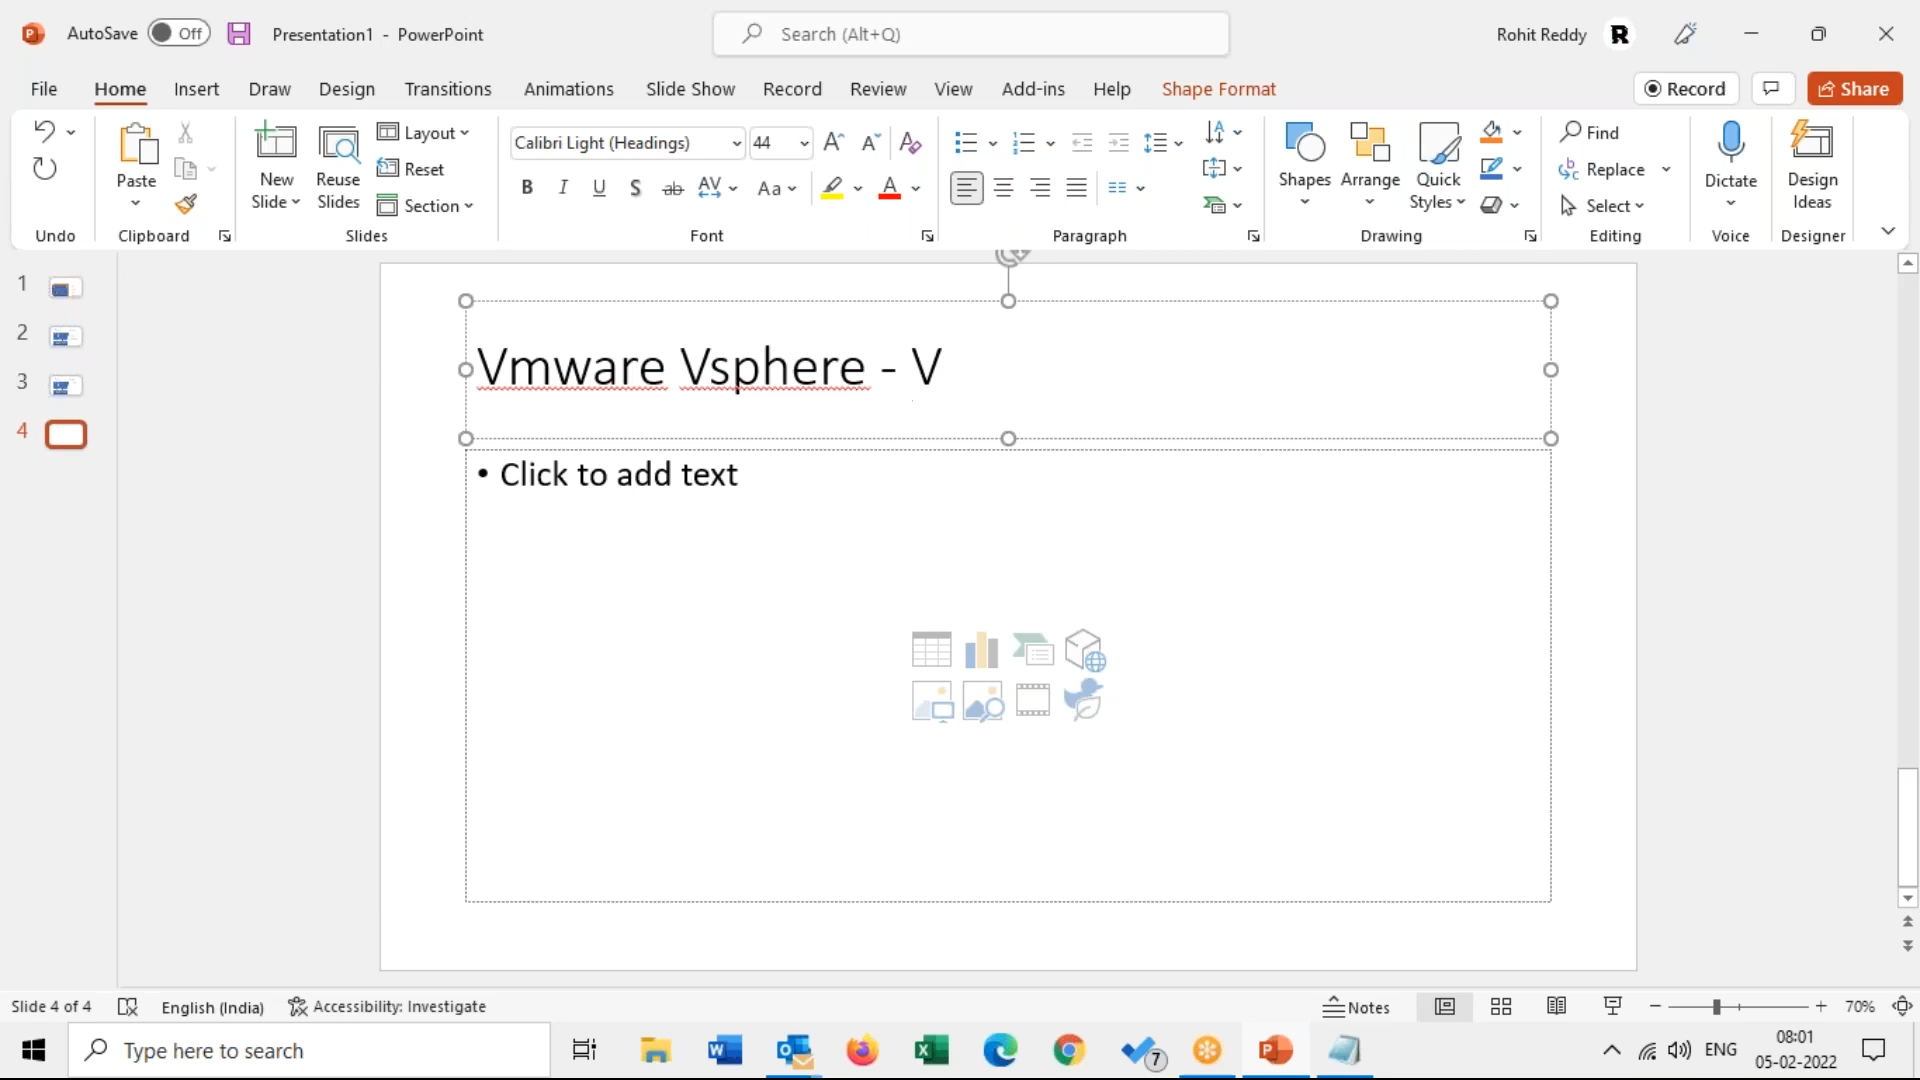 AutoSave Off Presentation1 - PowerPoint Search (Alt+Q) Rohit Reddy R
File Home Insert Draw Design Transitions Animations Slide Show Record Review View Add-ins Help Shape Format Record Share
Undo
Paste
Clipboard
New Slide
Reuse Slides
Layout
Reset
Section
Slides
Calibri Light (Headings) 44
B I U S ab AV Aa A
Font
Paragraph
Shapes
Arrange
Quick Styles
Drawing
Find
Replace
Select
Editing
Dictate
Voice
Design Ideas
Designer
1
2
3
4
Vmware Vsphere - V
• Click to add text
Slide 4 of 4 English (India) Accessibility: Investigate Notes 70%
Type here to search 7 ENG 08:01
05-02-2022